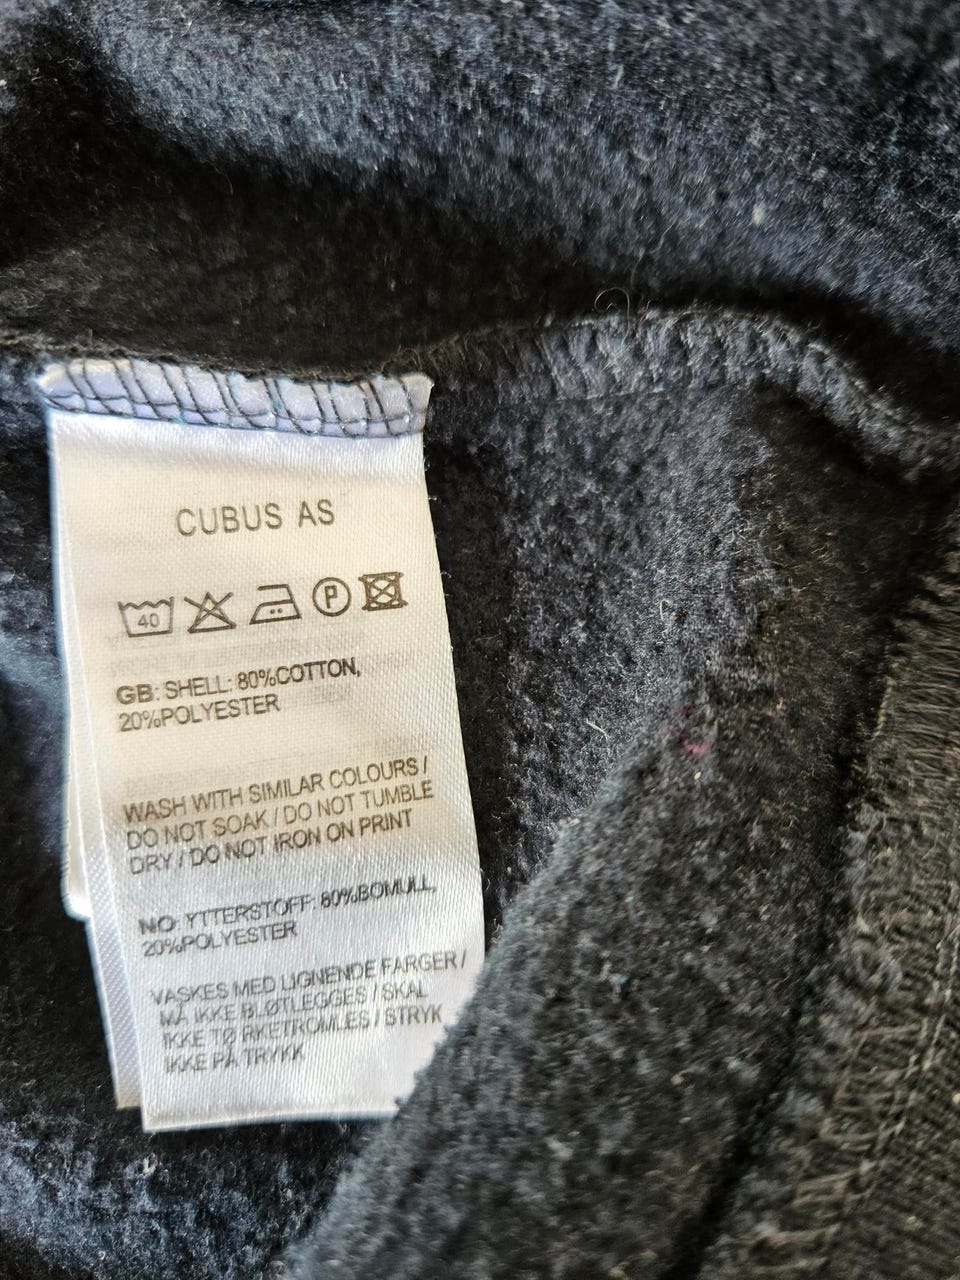 CUBUS AS
40 P
GB: SHELL: 80%COTTON,
20%POLYESTER
WASH WITH SIMILAR COLOURS /
DO NOT SOAK / DO NOT TUMBLE
DRY / DO NOT IRON ON PRINT
NO: YTTERSTOFF: 80%BOMULL,
20%POLYESTER
VASKES MED LIGNENDE FARGER /
MÅ IKKE BLØTLEGGES / SKAL
IKKE TØ RKETROMLES / STRYK
IKKE PÅ TRYKK